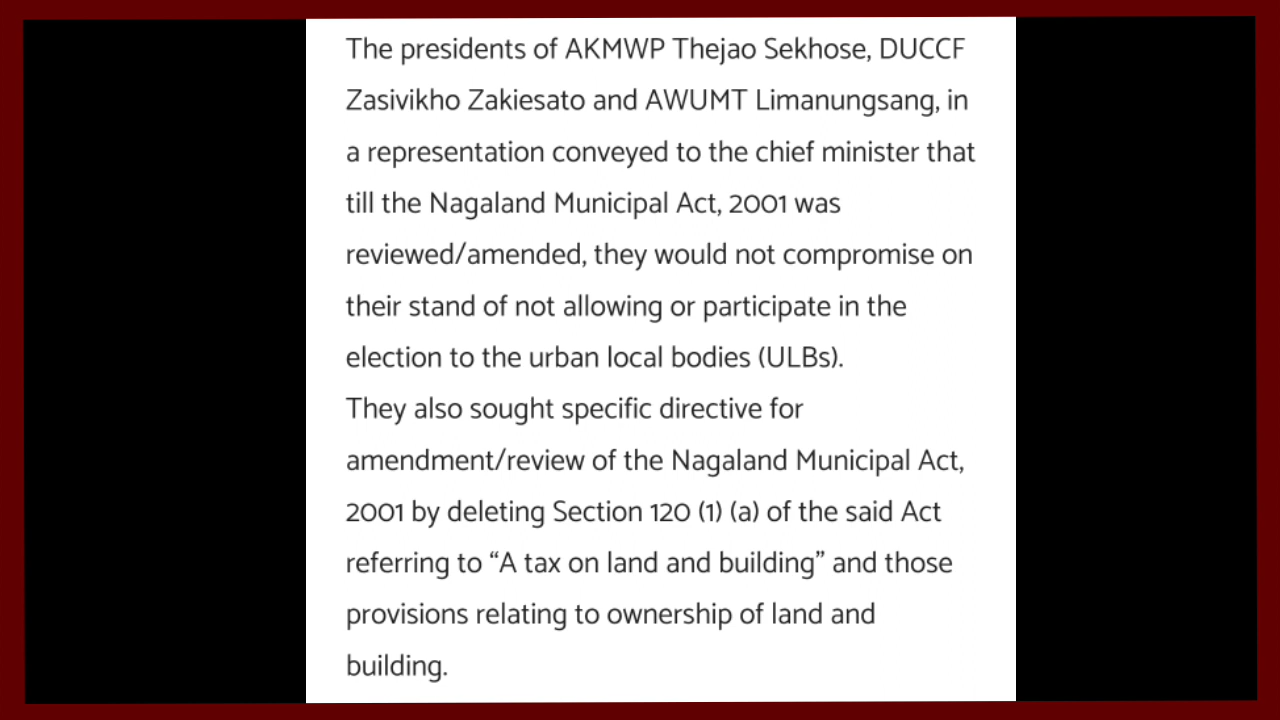 The presidents of AKMWP Thejao Sekhose, DUCCF
Zasivikho Zakiesato and AWUMT Limanungsang, in
a representation conveyed to the chief minister that
till the Nagaland Municipal Act, 2001 was
reviewed/amended, they would not compromise on
their stand of not allowing or participate in the
election to the urban local bodies (ULBs).
They also sought specific directive for
amendment/review of the Nagaland Municipal Act,
2001 by deleting Section 120 (1) (a) of the said Act
referring to “A tax on land and building” and those
provisions relating to ownership of land and
building.